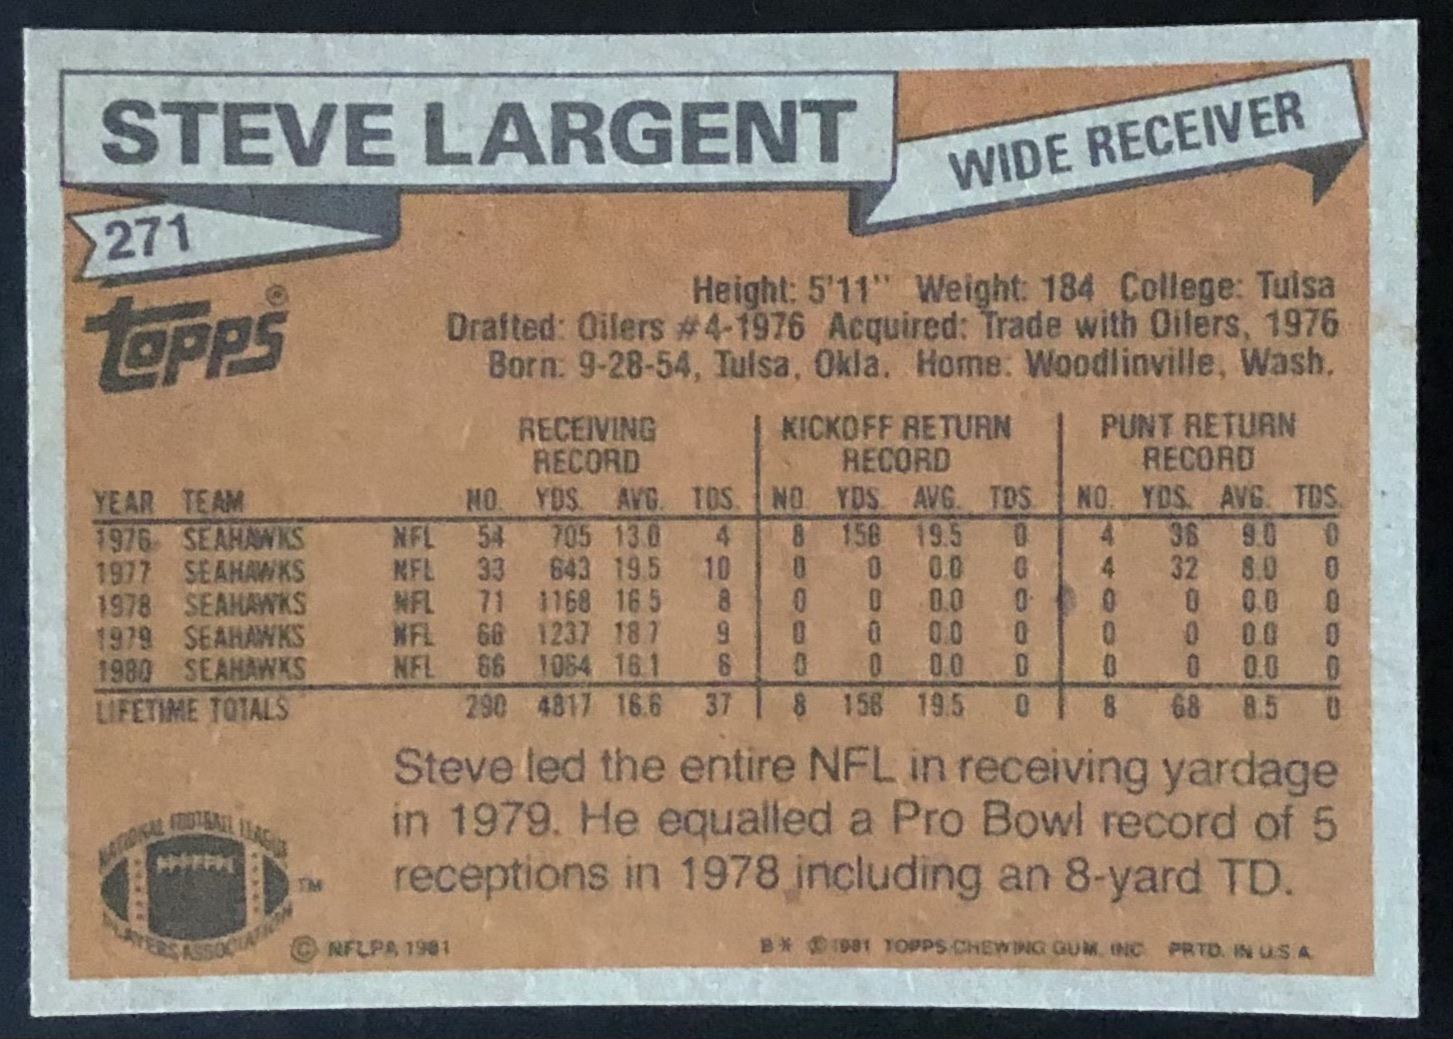 STEVE LARGENT
WIDE RECEIVER
271
topps®
Height: 5'11" Weight: 184 College: Tulsa
Drafted: Oilers #4-1976 Acquired: Trade with Oilers, 1976
Born: 9-28-54, Tulsa, Okla. Home: Woodlinville, Wash.
RECEIVING RECORD KICKOFF RETURN RECORD PUNT RETURN RECORD
YEAR TEAM NO. YDS. AVG. TDS. NO. YDS. AVG. TDS. NO. YDS. AVG. TDS.
1976 SEAHAWKS NFL 54 705 13.0 4 8 156 19.5 0 4 36 9.0 0
1977 SEAHAWKS NFL 33 643 19.5 10 0 0 0.0 0 4 32 8.0 0
1978 SEAHAWKS NFL 71 1168 16.5 8 0 0 0.0 0 0 0 0.0 0
1979 SEAHAWKS NFL 66 1237 18.7 9 0 0 0.0 0 0 0 0.0 0
1980 SEAHAWKS NFL 66 1064 16.1 6 0 0 0.0 0 0 0 0.0 0
LIFETIME TOTALS 290 4817 16.6 37 8 156 19.5 0 8 68 8.5 0
Steve led the entire NFL in receiving yardage
in 1979. He equalled a Pro Bowl record of 5
receptions in 1978 including an 8-yard TD.
NATIONAL FOOTBALL LEAGUE
NFLPA
TM
PLAYERS ASSOCIATION
© NFLPA 1981
B* © 1981 TOPPS CHEWING GUM, INC. PRTD. IN U.S.A.